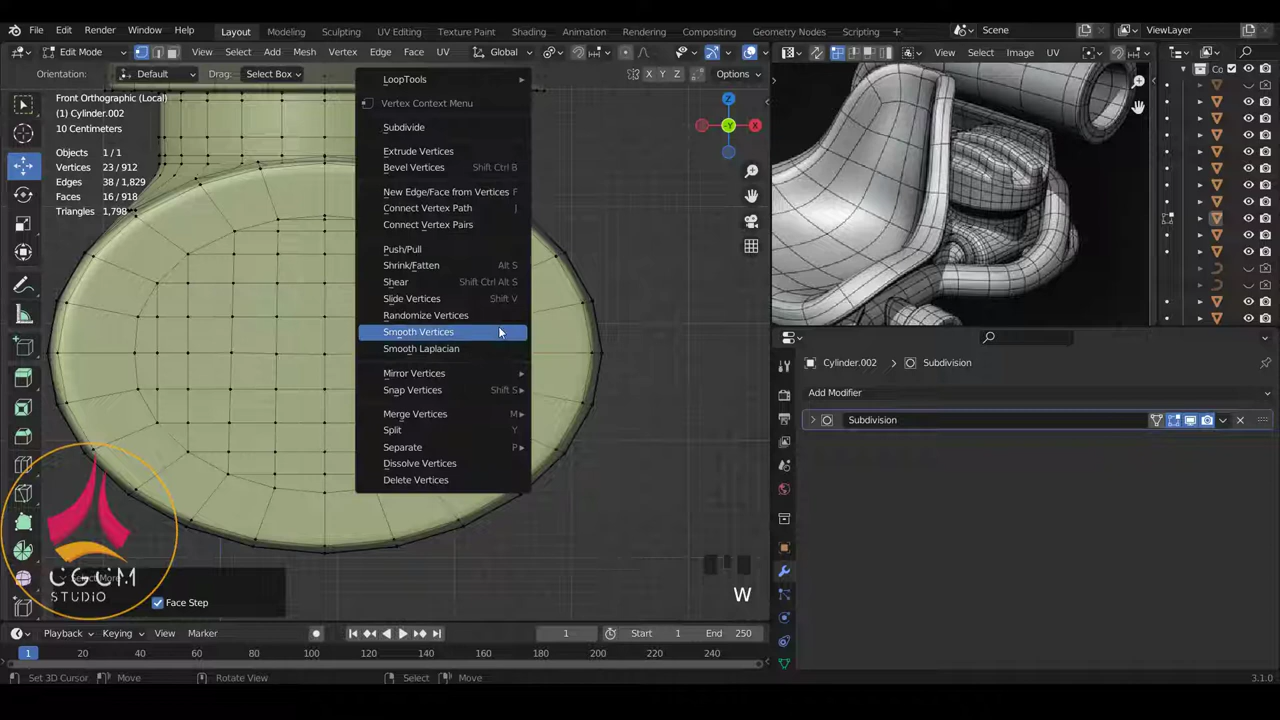 File Edit Render Window Help Layout Modeling Sculpting UV Editing Texture Paint Shading Animation Rendering Compositing Geometry Nodes Scripting Scene ViewLayer
Edit Mode View Select Add Mesh Vertex Edge Face UV Global View Select Image UV
Orientation: Default Drag: Select Box X Y Z Options
Front Orthographic (Local)
(1) Cylinder.002
10 Centimeters
Objects 1/1
Vertices 23/912
Edges 38/1,829
Faces 16/918
Triangles 1,798
LoopTools
Vertex Context Menu
Subdivide
Extrude Vertices
Bevel Vertices Shift Ctrl B
New Edge/Face from Vertices F
Connect Vertex Path J
Connect Vertex Pairs
Push/Pull
Shrink/Fatten Alt S
Shear Shift Ctrl Alt S
Slide Vertices Shift V
Randomize Vertices
Smooth Vertices
Smooth Laplacian
Mirror Vertices
Snap Vertices Shift S
Merge Vertices M
Split Y
Separate P
Dissolve Vertices
Delete Vertices
Z
-Y
X
Co
Cylinder.002 Subdivision
Add Modifier
Subdivision
Select More
Face Step
CGCM
STUDIO
W
Playback Keying View Marker 1 Start 1 End 250
1 20 40 60 80 100 120 140 160 180 200 220 240
Set 3D Cursor Move Rotate View Select Move 3.1.0